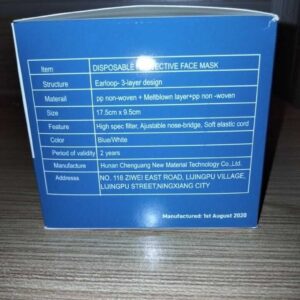 Item DISPOSABLE PROTECTIVE FACE MASK
Structure Earloop- 3-layer design
Materail pp non-woven + Meltblown layer+pp non -woven
Size 17.5cm x 9.5cm
Feature High spec filter, Ajustable nose-bridge, Soft elastic cord
Color Blue/White
Period of validity 2 years
Manufacture Hunan Chenguang New Material Technology Co.,Ltd.
Addresss NO. 116 ZIWEI EAST ROAD, LIJINGPU VILLAGE,
LIJINGPU STREET,NINGXIANG CITY
Manufactured: 1st August 2020